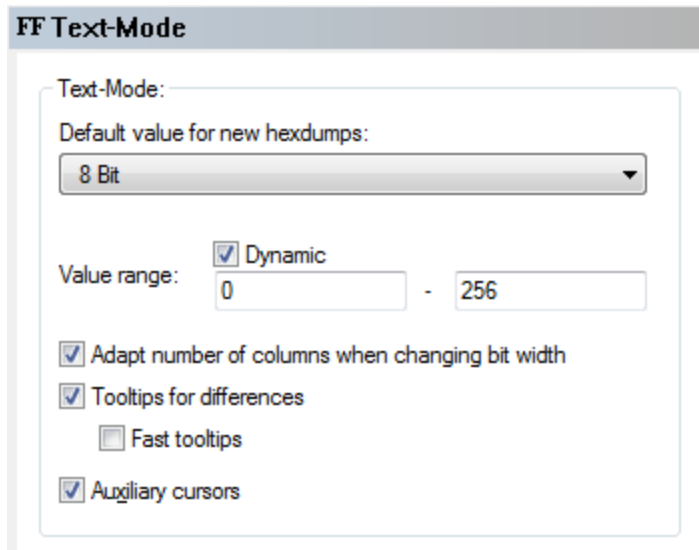 FF Text-Mode
Text-Mode:
Default value for new hexdumps:
8 Bit
Dynamic
Value range:
0 - 256
Adapt number of columns when changing bit width
Tooltips for differences
Fast tooltips
Auxiliary cursors